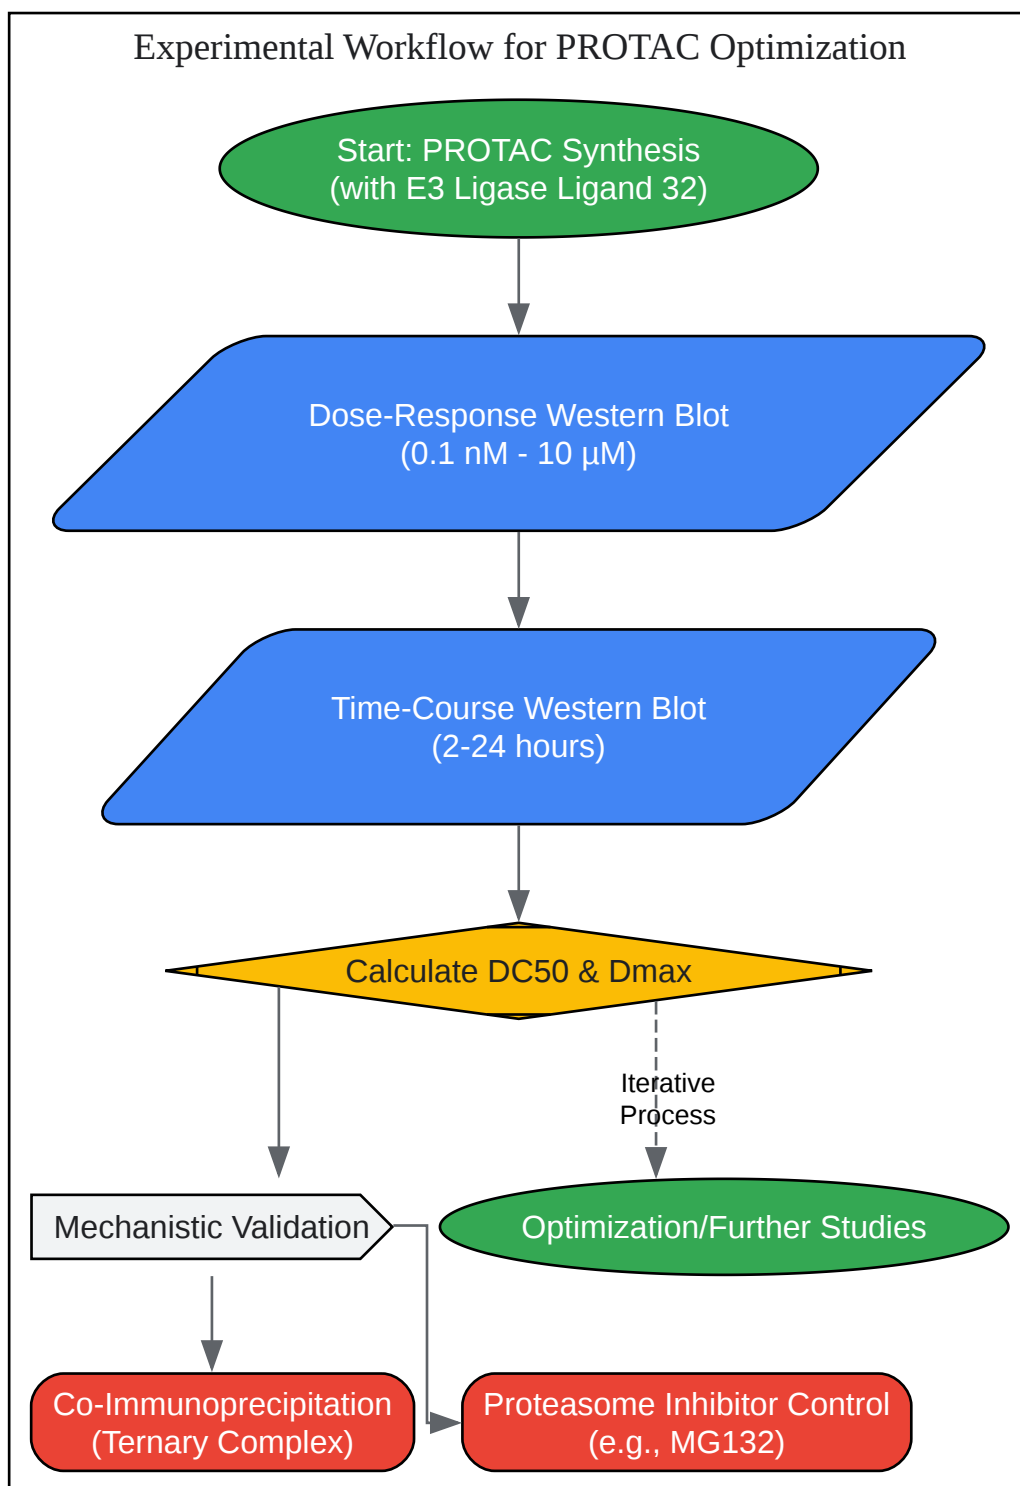 Experimental Workflow for PROTAC Optimization
Start: PROTAC Synthesis
(with E3 Ligase Ligand 32)
Dose-Response Western Blot
(0.1 nM - 10 µM)
Time-Course Western Blot
(2-24 hours)
Calculate DC50 & Dmax
Iterative
Process
Mechanistic Validation
Optimization/Further Studies
Co-Immunoprecipitation
(Ternary Complex)
Proteasome Inhibitor Control
(e.g., MG132)